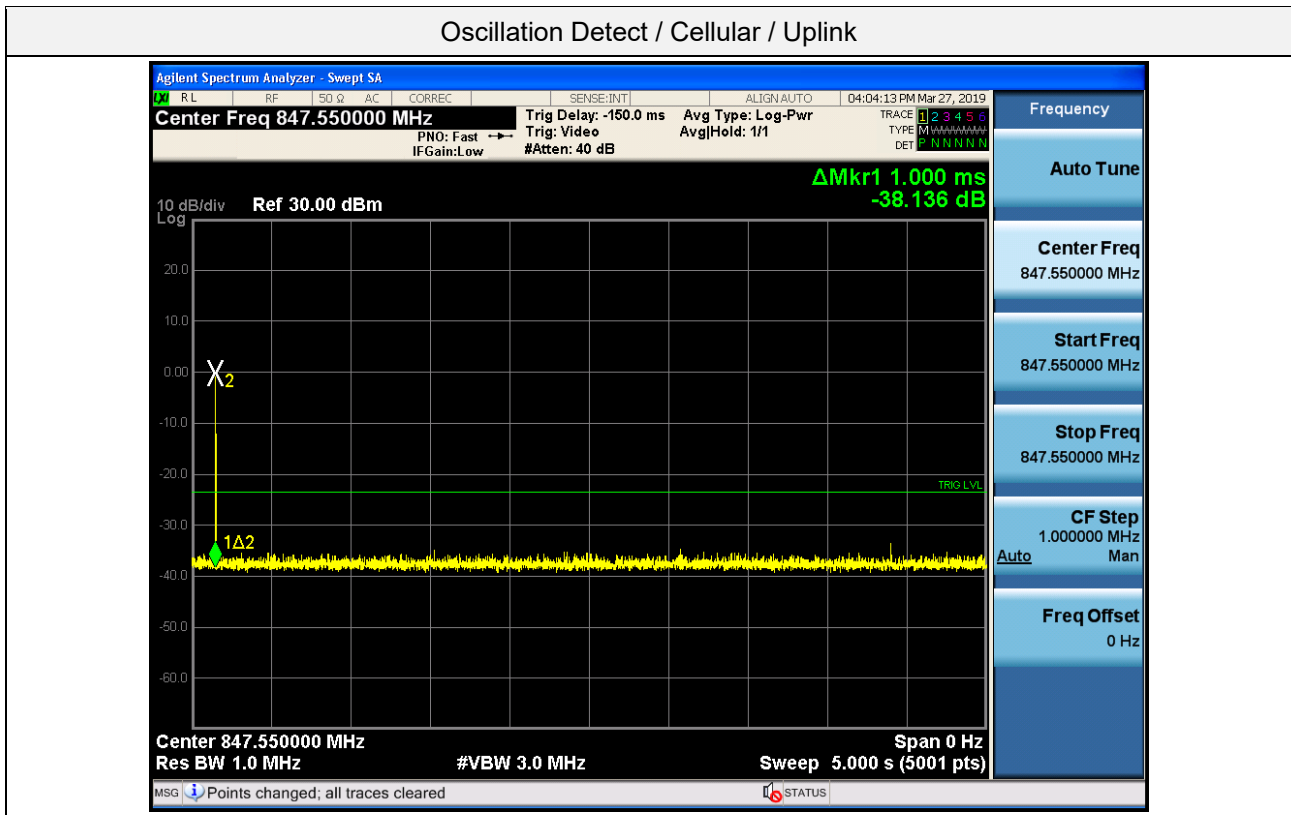 Oscillation Detect / Cellular / Uplink
Agilent Spectrum Analyzer - Swept SA
LXI RL RF 50 Ω AC CORREC SENSE:INT ALIGN AUTO 04:04:13 PM Mar 27, 2019
Center Freq 847.550000 MHz
PNO: Fast
IFGain:Low
Trig Delay: -150.0 ms
Trig: Video
#Atten: 40 dB
Avg Type: Log-Pwr
Avg|Hold: 1/1
TRACE 1 2 3 4 5 6
TYPE M WWWWW
DET P N N N N N
ΔMkr1 1.000 ms
-38.136 dB
10 dB/div Ref 30.00 dBm
Log
20.0
10.0
0.00
-10.0
-20.0
-30.0
-40.0
-50.0
-60.0
X2
TRIG LVL
1Δ2
Center 847.550000 MHz
Span 0 Hz
Res BW 1.0 MHz
#VBW 3.0 MHz
Sweep 5.000 s (5001 pts)
MSG Points changed; all traces cleared
STATUS
Frequency
Auto Tune
Center Freq
847.550000 MHz
Start Freq
847.550000 MHz
Stop Freq
847.550000 MHz
CF Step
1.000000 MHz
Auto Man
Freq Offset
0 Hz